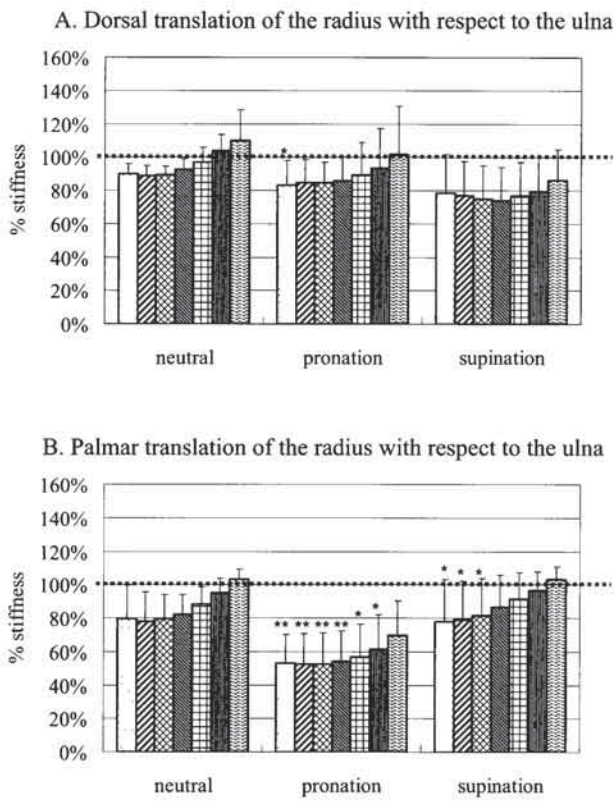 A. Dorsal translation of the radius with respect to the ulna
% stiffness
160%
140%
120%
100%
80%
60%
40%
20%
0%
*
neutral pronation supination
B. Palmar translation of the radius with respect to the ulna
% stiffness
160%
140%
120%
100%
80%
60%
40%
20%
0%
** ** ** ** * *
* * *
neutral pronation supination